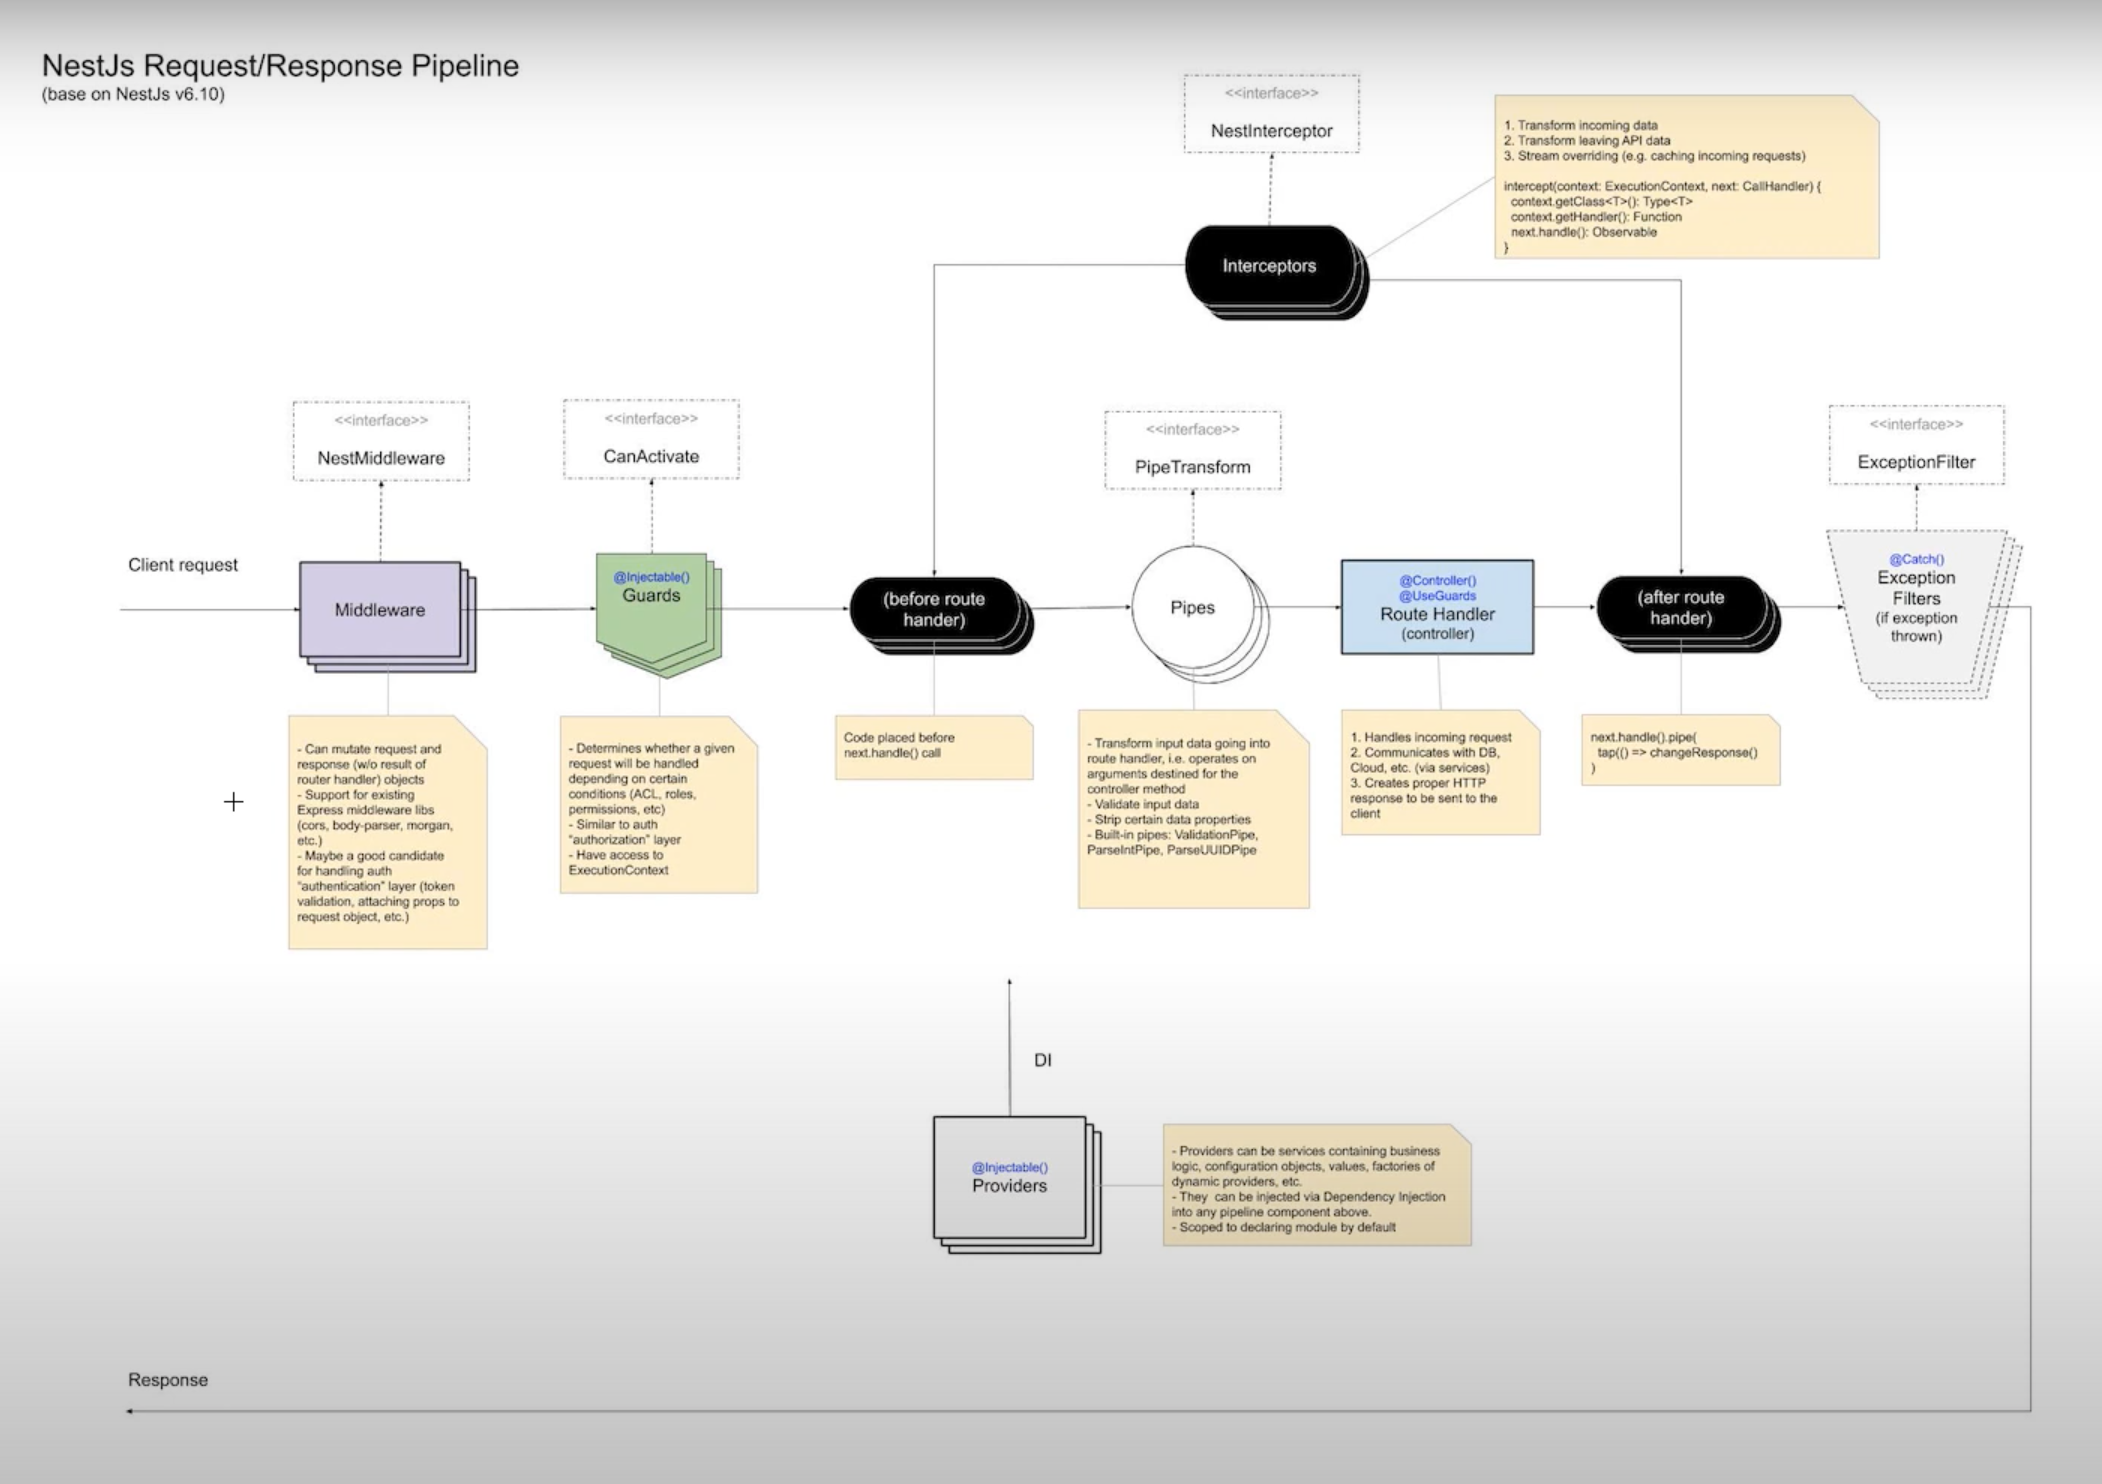 NestJs Request/Response Pipeline
(base on NestJs v6.10)
<<interface>>
NestInterceptor
1. Transform incoming data
2. Transform leaving API data
3. Stream overriding (e.g. caching incoming requests)
intercept(context: ExecutionContext, next: CallHandler) {
context.getClass<T>(): Type<T>
context.getHandler(): Function
next.handle(): Observable
}
Interceptors
<<interface>>
NestMiddleware
<<interface>>
CanActivate
<<interface>>
PipeTransform
<<interface>>
ExceptionFilter
Client request
Middleware
@Injectable()
Guards
(before route
hander)
Pipes
@Controller()
@UseGuards
Route Handler
(controller)
(after route
hander)
@Catch()
Exception
Filters
(if exception
thrown)
- Can mutate request and
response (w/o result of
router handler) objects
- Support for existing
Express middleware libs
(cors, body-parser, morgan,
etc.)
- Maybe a good candidate
for handling auth
"authentication" layer (token
validation, attaching props to
request object, etc.)
- Determines whether a given
request will be handled
depending on certain
conditions (ACL, roles,
permissions, etc)
- Similar to auth
"authorization" layer
- Have access to
ExecutionContext
Code placed before
next.handle() call
- Transform input data going into
route handler, i.e. operates on
arguments destined for the
controller method
- Validate input data
- Strip certain data properties
- Built-in pipes: ValidationPipe,
ParseIntPipe, ParseUUIDPipe
1. Handles incoming request
2. Communicates with DB,
Cloud, etc. (via services)
3. Creates proper HTTP
response to be sent to the
client
next.handle().pipe(
tap(() => changeResponse()
)
DI
@Injectable()
Providers
- Providers can be services containing business
logic, configuration objects, values, factories of
dynamic providers, etc.
- They can be injected via Dependency Injection
into any pipeline component above.
- Scoped to declaring module by default
Response